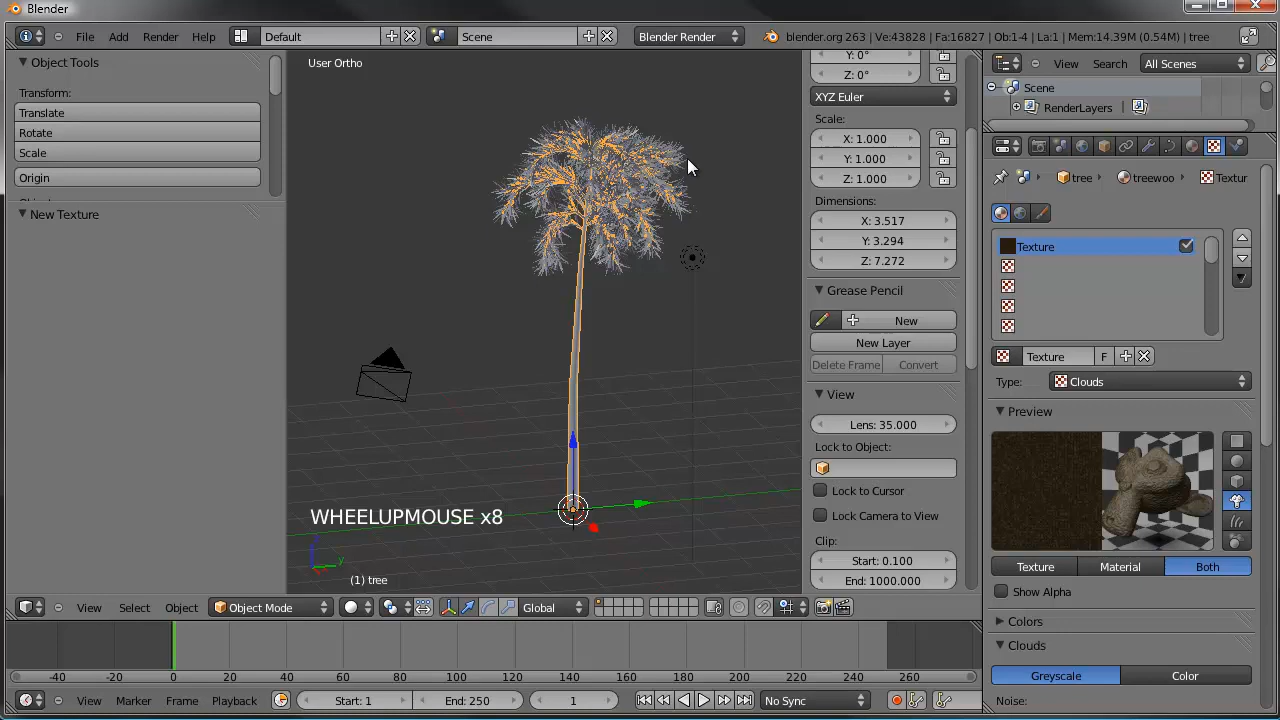 Blender
File Add Render Help Default Scene Blender Render blender.org 263 | Ve:43828 | Fa:16827 | Ob:1-4 | La:1 | Mem:14.39M (0.54M) | tree
Object Tools
Transform:
Translate
Rotate
Scale
Origin
New Texture
User Ortho
WHEELUPMOUSE x8
z
y
(1) tree
Y: 0°
Z: 0°
XYZ Euler
Scale:
X: 1.000
Y: 1.000
Z: 1.000
Dimensions:
X: 3.517
Y: 3.294
Z: 7.272
Grease Pencil
New
New Layer
Delete Frame Convert
View
Lens: 35.000
Lock to Object:
Lock to Cursor
Lock Camera to View
Clip:
Start: 0.100
End: 1000.000
View Search All Scenes
Scene
RenderLayers
tree treewoo Textur
Texture
Texture F
Type: Clouds
Preview
Texture Material Both
Show Alpha
Colors
Clouds
Greyscale Color
Noise:
View Select Object Object Mode Global
-40 -20 0 20 40 60 80 100 120 140 160 180 200 220 240 260
View Marker Frame Playback Start: 1 End: 250 1 No Sync